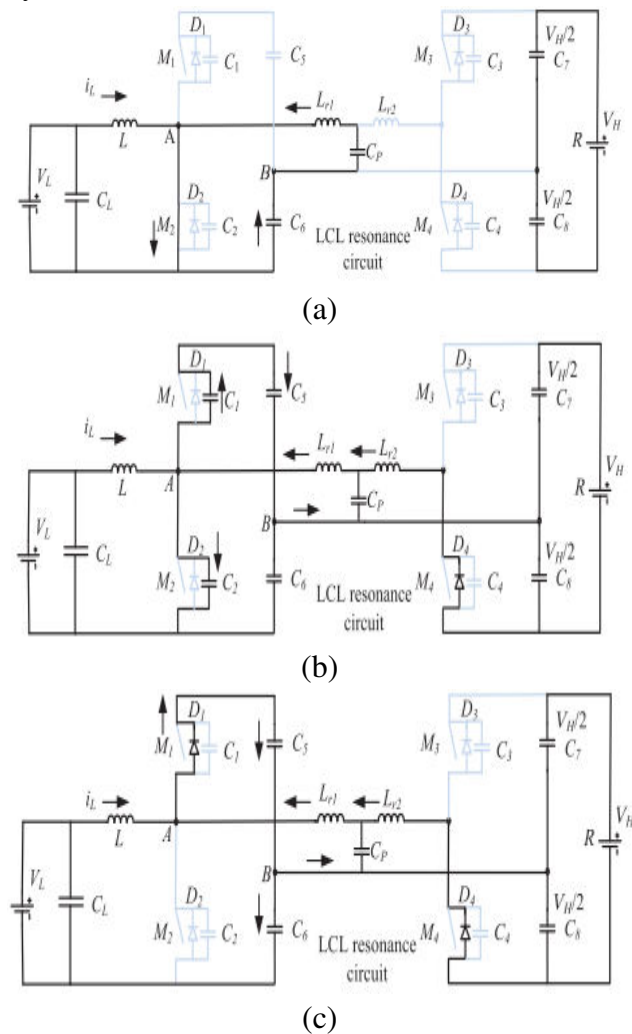 D1 D3 VH/2
M1 C1 C5 M3 C3 C7
iL Lr1 Lr2
L A CP R VH
VL CL D2 B D4 VH/2
M2 C2 C6 LCL resonance M4 C4 C8
circuit
(a)
D1 D3 VH/2
M1 C1 C5 M3 C3 C7
iL Lr1 Lr2
L A CP R VH
VL CL D2 B D4 VH/2
M2 C2 C6 LCL resonance M4 C4 C8
circuit
(b)
D1 D3 VH/2
M1 C1 C5 M3 C3 C7
iL Lr1 Lr2
L A CP R VH
VL CL D2 B D4 VH/2
M2 C2 C6 LCL resonance M4 C4 C8
circuit
(c)